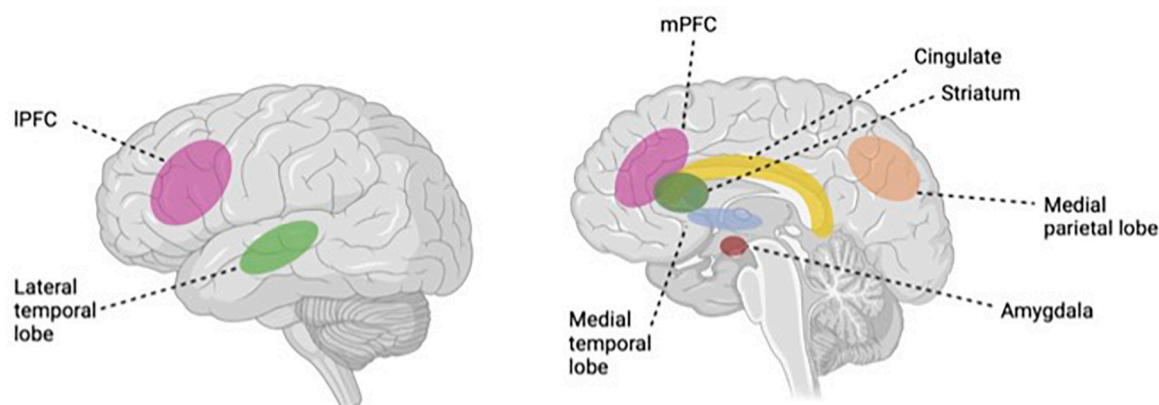 lPFC
Lateral
temporal
lobe
mPFC
Cingulate
Striatum
Medial
parietal lobe
Amygdala
Medial
temporal
lobe